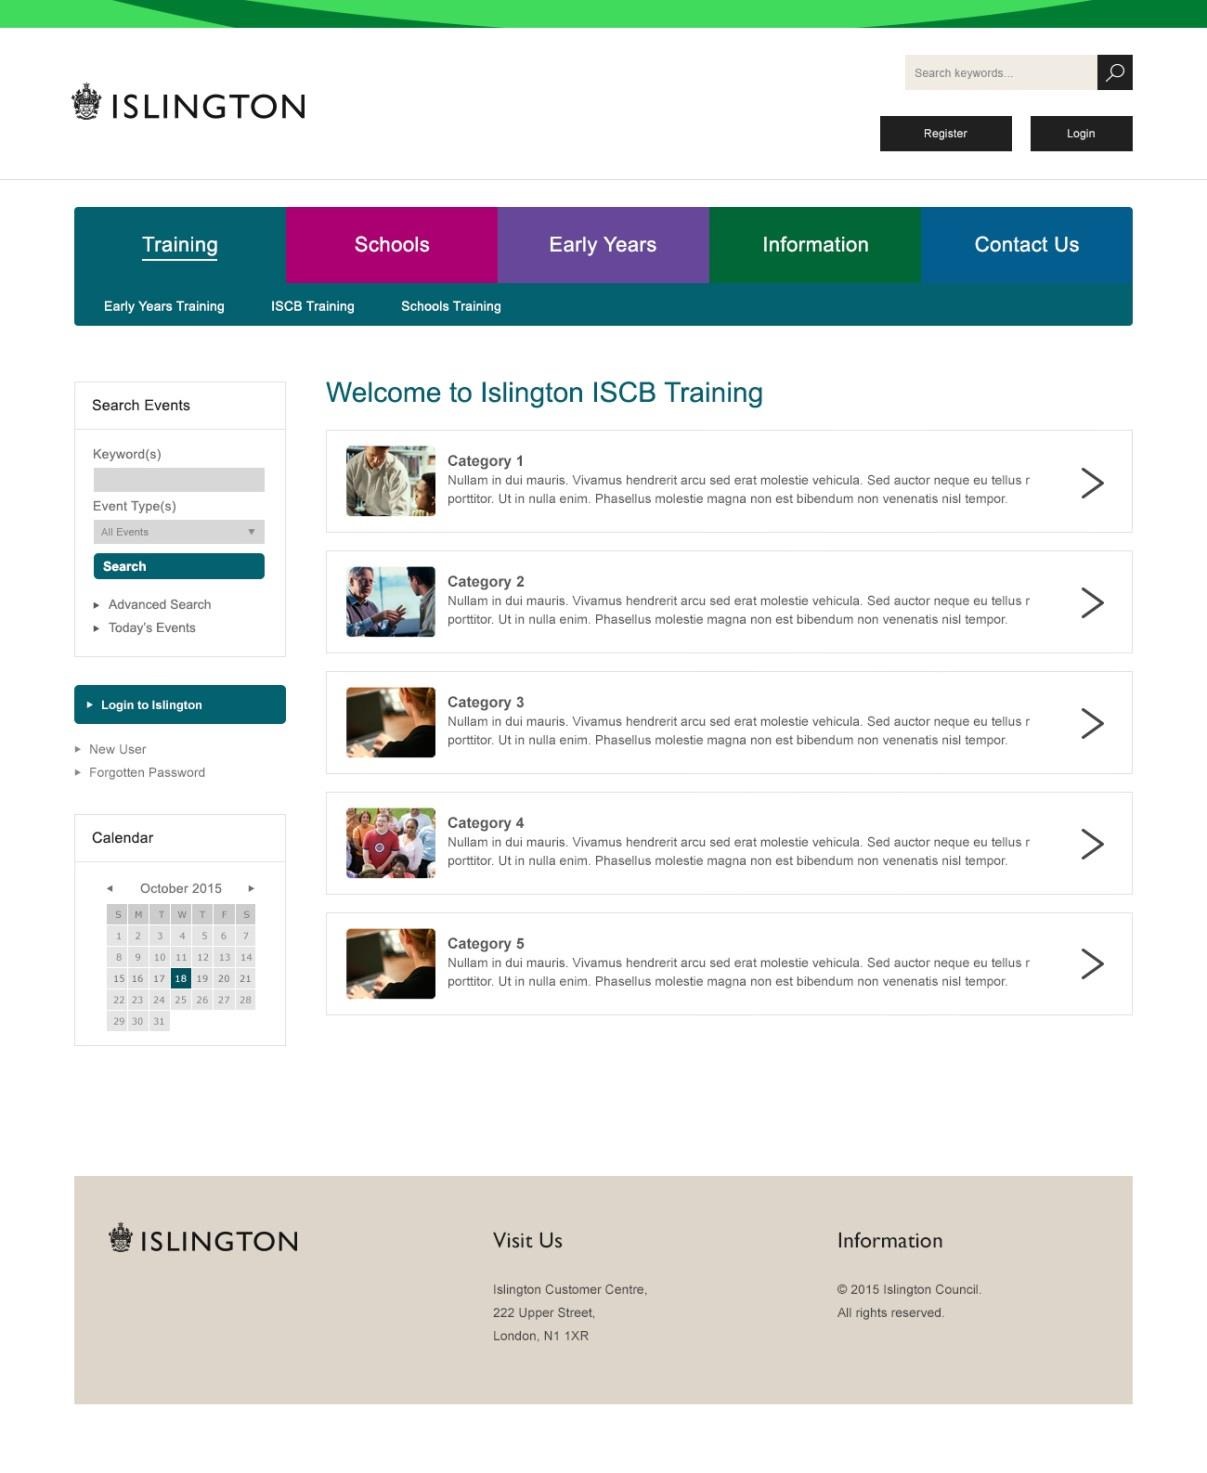 ISLINGTON
Search keywords...
Register
Login
Training
Schools
Early Years
Information
Contact Us
Early Years Training
ISCB Training
Schools Training
Search Events
Keyword(s)
Event Type(s)
All Events
Search
Advanced Search
Today's Events
Login to Islington
New User
Forgotten Password
Calendar
October 2015
S M T W T F S
1 2 3 4 5 6 7
8 9 10 11 12 13 14
15 16 17 18 19 20 21
22 23 24 25 26 27 28
29 30 31
Welcome to Islington ISCB Training
Category 1
Nullam in dui mauris. Vivamus hendrerit arcu sed erat molestie vehicula. Sed auctor neque eu tellus r
porttitor. Ut in nulla enim. Phasellus molestie magna non est bibendum non venenatis nisl tempor.
Category 2
Nullam in dui mauris. Vivamus hendrerit arcu sed erat molestie vehicula. Sed auctor neque eu tellus r
porttitor. Ut in nulla enim. Phasellus molestie magna non est bibendum non venenatis nisl tempor.
Category 3
Nullam in dui mauris. Vivamus hendrerit arcu sed erat molestie vehicula. Sed auctor neque eu tellus r
porttitor. Ut in nulla enim. Phasellus molestie magna non est bibendum non venenatis nisl tempor.
Category 4
Nullam in dui mauris. Vivamus hendrerit arcu sed erat molestie vehicula. Sed auctor neque eu tellus r
porttitor. Ut in nulla enim. Phasellus molestie magna non est bibendum non venenatis nisl tempor.
Category 5
Nullam in dui mauris. Vivamus hendrerit arcu sed erat molestie vehicula. Sed auctor neque eu tellus r
porttitor. Ut in nulla enim. Phasellus molestie magna non est bibendum non venenatis nisl tempor.
ISLINGTON
Visit Us
Islington Customer Centre,
222 Upper Street,
London, N1 1XR
Information
© 2015 Islington Council.
All rights reserved.